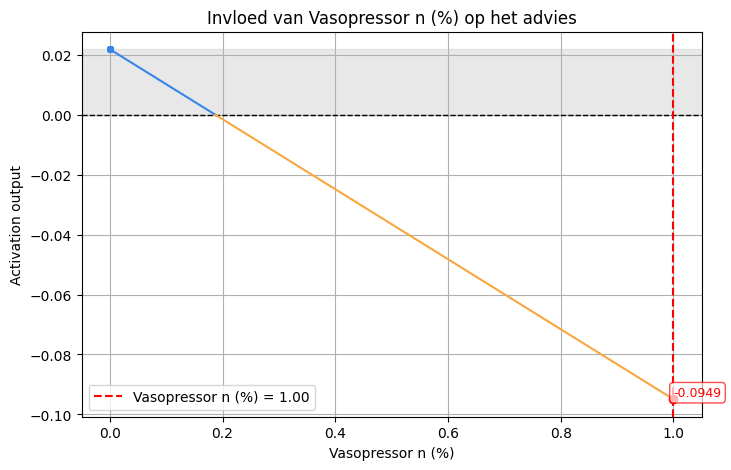 Invloed van Vasopressor n (%) op het advies
Activation output
0.02
0.00
−0.02
−0.04
−0.06
−0.08
−0.10
-0.0949
Vasopressor n (%) = 1.00
0.0 0.2 0.4 0.6 0.8 1.0
Vasopressor n (%)